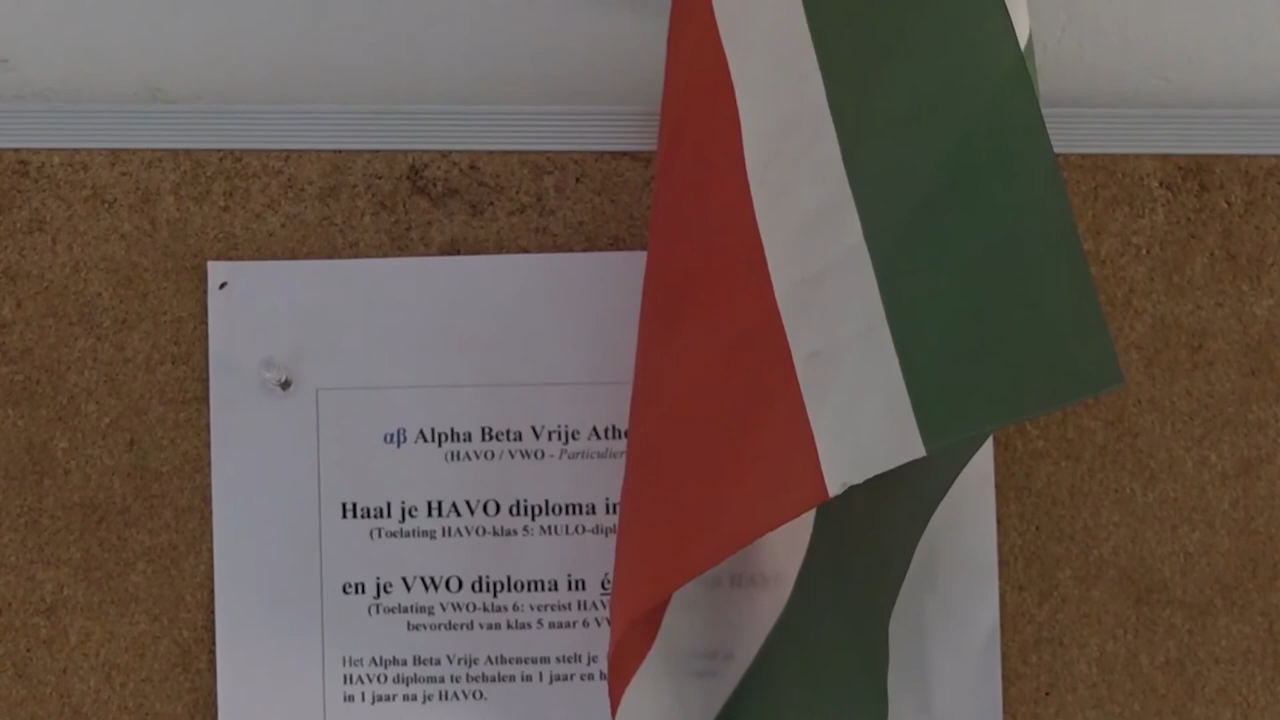 αβ Alpha Beta Vrije Athe
(HAVO / VWO - Particulier
Haal je HAVO diploma in
(Toelating HAVO-klas 5: MULO-dipl
en je VWO diploma in é
(Toelating VWO-klas 6: vereist HAV
bevorderd van klas 5 naar 6 VV
Het Alpha Beta Vrije Atheneum stelt je
HAVO diploma te behalen in 1 jaar en h
in 1 jaar na je HAVO.